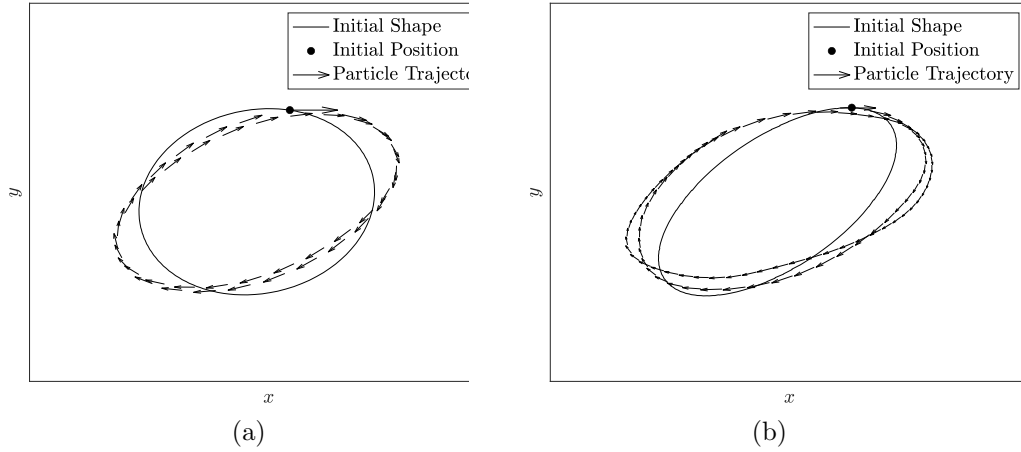 Initial Shape
Initial Position
Particle Trajecto
y
x
(a)
Initial Shape
Initial Position
Particle Trajectory
y
x
(b)